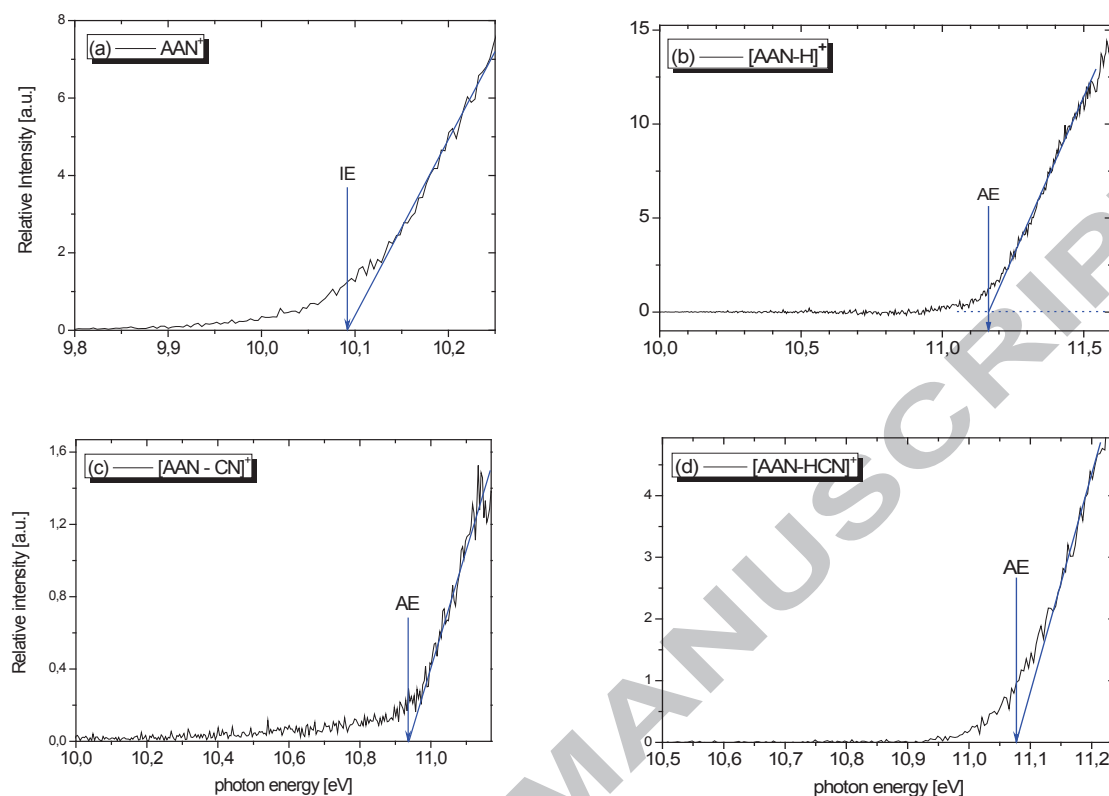 (a) — AAN⁺
Relative Intensity [a.u.]
8
6
4
2
0
IE
9,8 9,9 10,0 10,1 10,2
(b) — [AAN-H]⁺
15
10
5
0
AE
10,0 10,5 11,0 11,5
(c) — [AAN - CN]⁺
Relative intensity [a.u.]
1,6
1,2
0,8
0,4
0,0
AE
10,0 10,2 10,4 10,6 10,8 11,0
photon energy [eV]
(d) — [AAN-HCN]⁺
4
3
2
1
0
AE
10,5 10,6 10,7 10,8 10,9 11,0 11,1 11,2
photon energy [eV]
MANUSCRIP